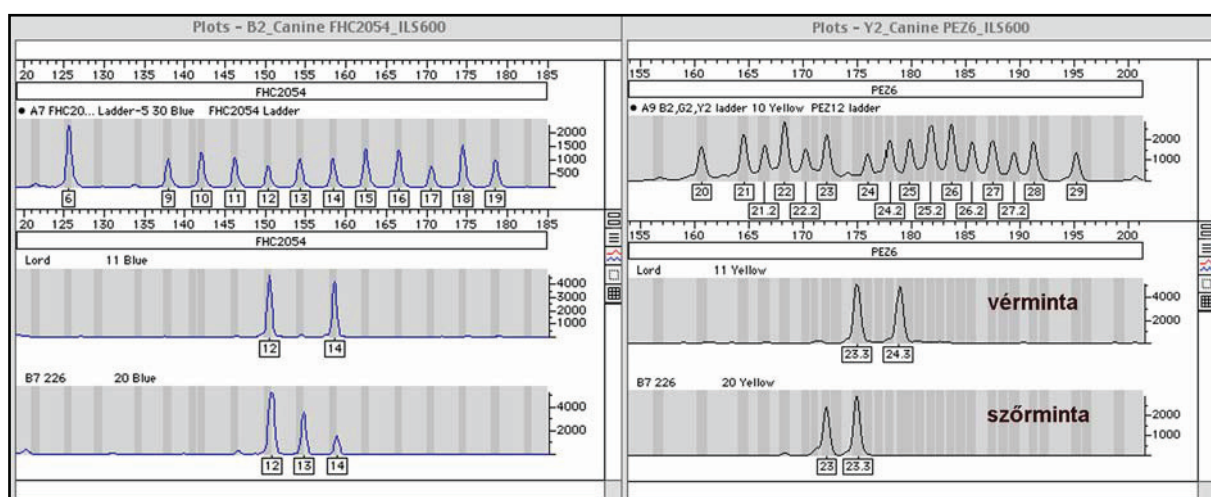 Plots - B2_Canine FHC2054_ILS600
20 125 130 135 140 145 150 155 160 165 170 175 180 185
FHC2054
● A7 FHC20... Ladder-5 30 Blue FHC2054 Ladder
2000
1500
1000
500
6 9 10 11 12 13 14 15 16 17 18 19
20 125 130 135 140 145 150 155 160 165 170 175 180 185
FHC2054
Lord 11 Blue
4000
3000
2000
1000
12 14
B7 226 20 Blue
4000
2000
12 13 14
Plots - Y2_Canine PEZ6_ILS600
155 160 165 170 175 180 185 190 195 200
PEZ6
● A9 B2,G2,Y2 ladder 10 Yellow PEZ12 ladder
2000
1000
20 21 22 23 24 25 26 27 28 29
21.2 22.2 24.2 25.2 26.2 27.2
155 160 165 170 175 180 185 190 195 200
PEZ6
Lord 11 Yellow
vérminta
4000
2000
23.3 24.3
B7 226 20 Yellow
szőrminta
2000
1000
23 23.3